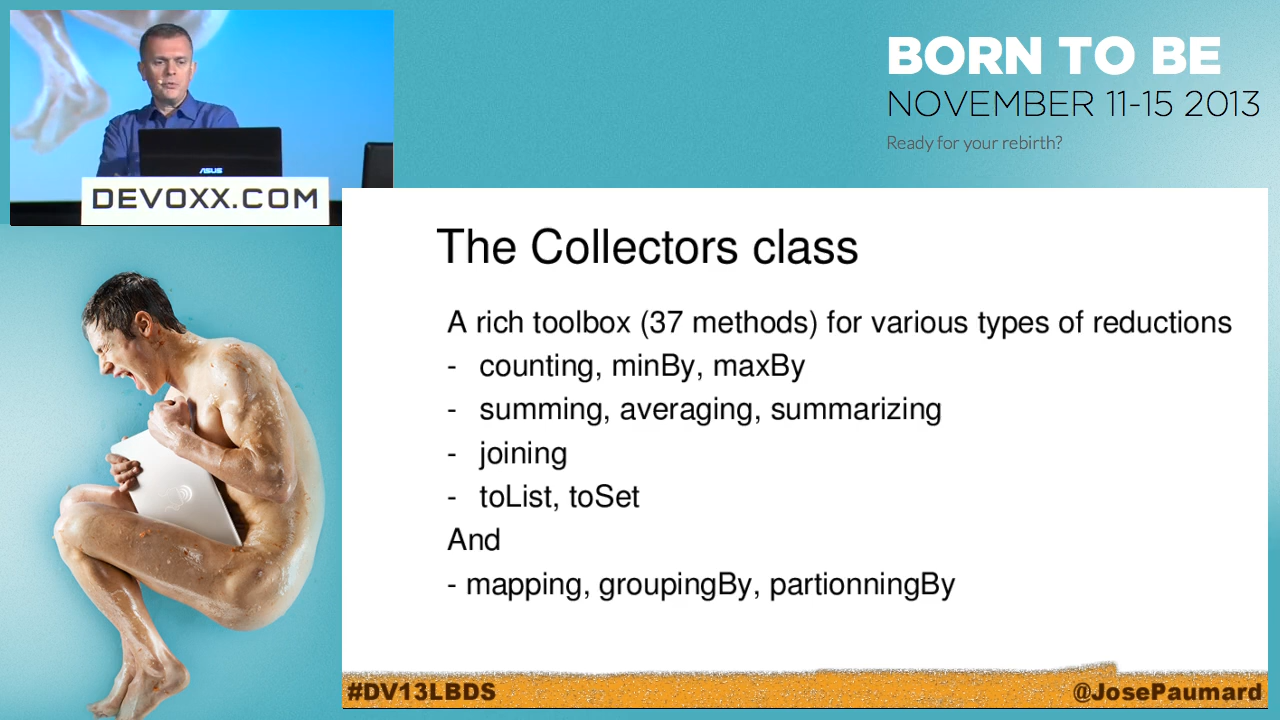 BORN TO BE
NOVEMBER 11-15 2013
Ready for your rebirth?
ASUS
DEVOXX.COM
The Collectors class
A rich toolbox (37 methods) for various types of reductions
- counting, minBy, maxBy
- summing, averaging, summarizing
- joining
- toList, toSet
And
- mapping, groupingBy, partionningBy
#DV13LBDS
@JosePaumard